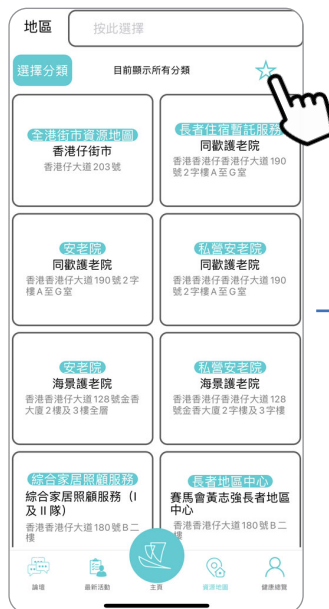 地區
按此選擇
選擇分類
目前顯示所有分類
全港街市資源地圖
香港仔街市
香港仔大道203號
長者住宿暫託服務
同歡護老院
香港香港仔香港仔大道190
號2字樓A至G室
安老院
同歡護老院
香港香港仔大道190號2字
樓A至G室
私營安老院
同歡護老院
香港香港仔香港仔大道190
號2字樓A至G室
安老院
海景護老院
香港香港仔大道128號金香
大廈2樓及3樓全層
私營安老院
海景護老院
香港香港仔香港仔大道128
號金香大廈2字樓及3字樓
綜合家居照顧服務
綜合家居照顧服務（I
及II隊）
香港香港仔大道180號B二
樓
長者地區中心
賽馬會黃志強長者地區
中心
香港香港仔大道180號B二
樓
論壇
最新活動
主頁
資源地圖
健康總覽